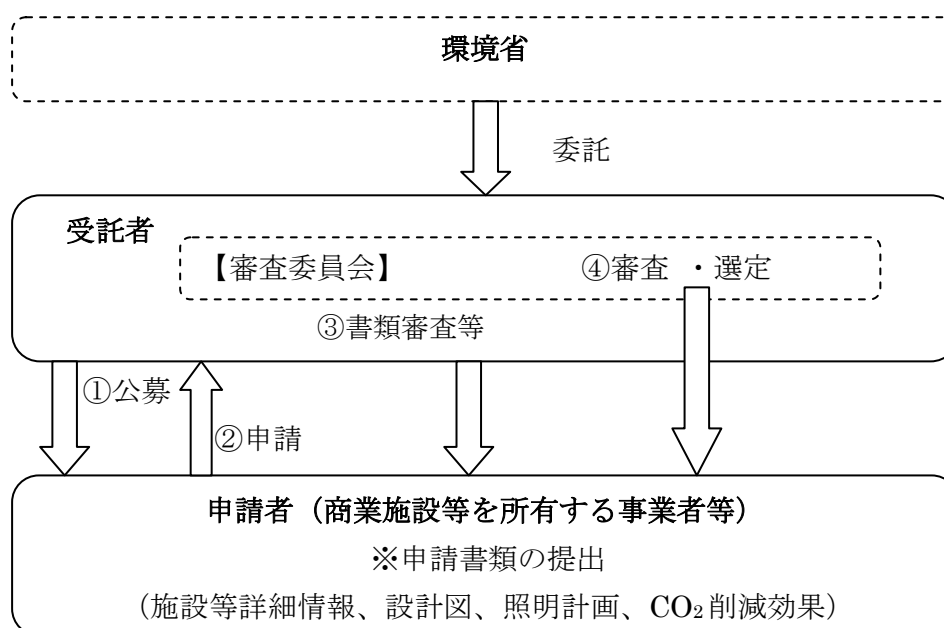 環境省
委託
受託者
【審査委員会】 ④審査 ・選定
③書類審査等
①公募
②申請
申請者（商業施設等を所有する事業者等）
※申請書類の提出
（施設等詳細情報、設計図、照明計画、CO₂削減効果）